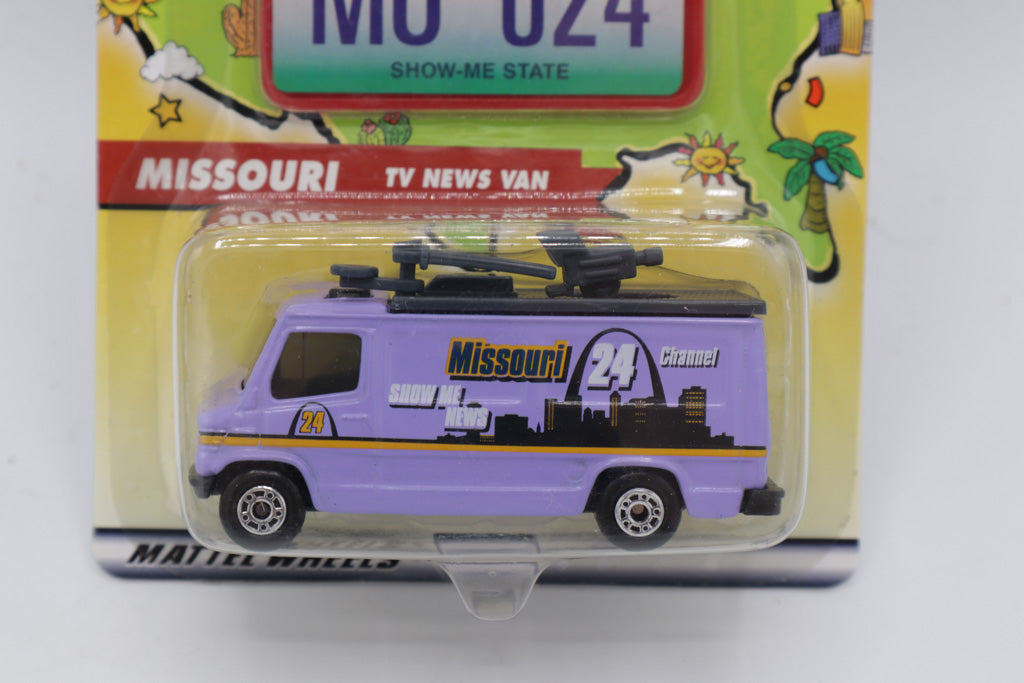 MO 024
SHOW-ME STATE
MISSOURI TV NEWS VAN
Missouri 24 Channel
SHOW ME
NEWS
24
MATTEL WHEELS